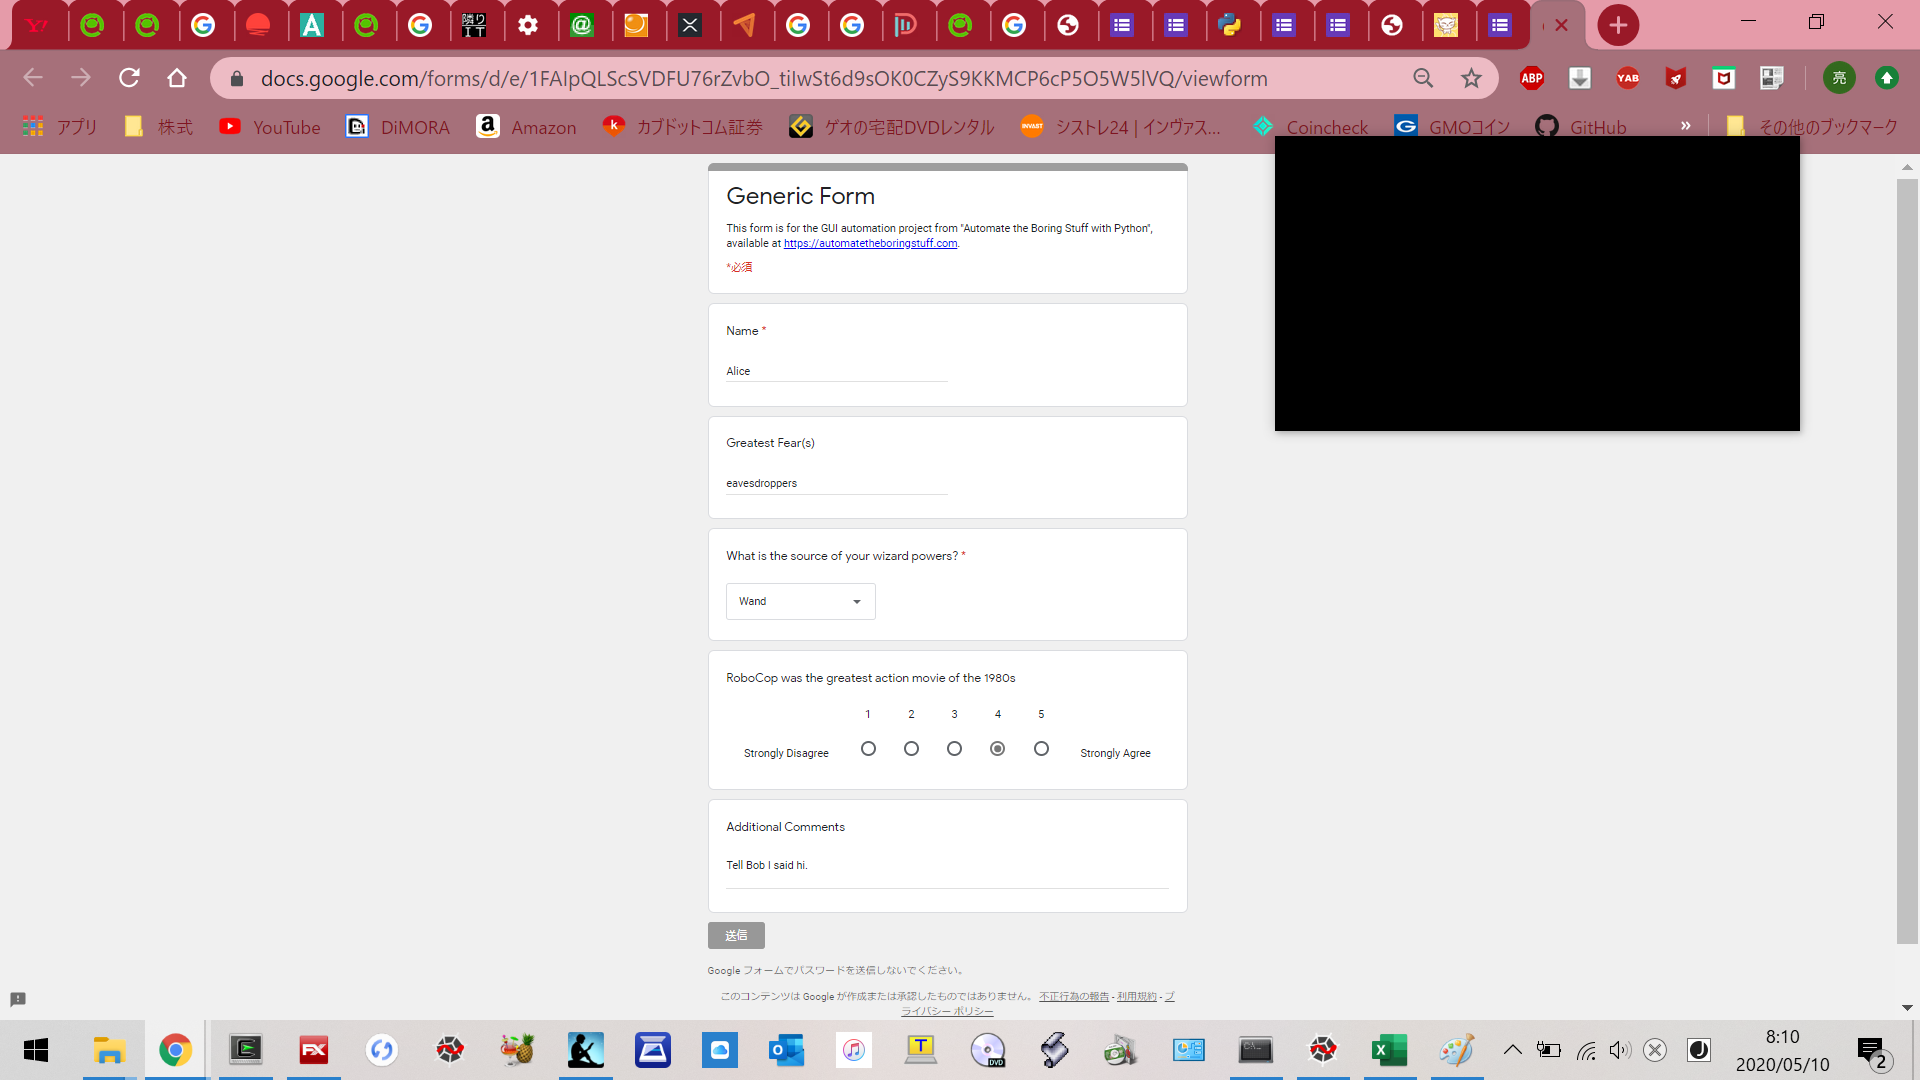 隣り
IT
docs.google.com/forms/d/e/1FAIpQLScSVDFU76rZvbO_tiIwSt6d9sOK0CZyS9KKMCP6cP5O5W5lVQ/viewform
ABP
YAB
亮
アプリ
株式
YouTube
DiMORA
Amazon
カブドットコム証券
ゲオの宅配DVDレンタル
シストレ24 | インヴァス...
Coincheck
GMOコイン
GitHub
»
その他のブックマーク
Generic Form
This form is for the GUI automation project from "Automate the Boring Stuff with Python",
available at https://automatetheboringstuff.com.
*必須
Name *
Alice
Greatest Fear(s)
eavesdroppers
What is the source of your wizard powers? *
Wand
RoboCop was the greatest action movie of the 1980s
1 2 3 4 5
Strongly Disagree
Strongly Agree
Additional Comments
Tell Bob I said hi.
送信
Google フォームでパスワードを送信しないでください。
このコンテンツは Google が作成または承認したものではありません。 不正行為の報告 - 利用規約 - プ
ライバシー ポリシー
8:10
2020/05/10
2